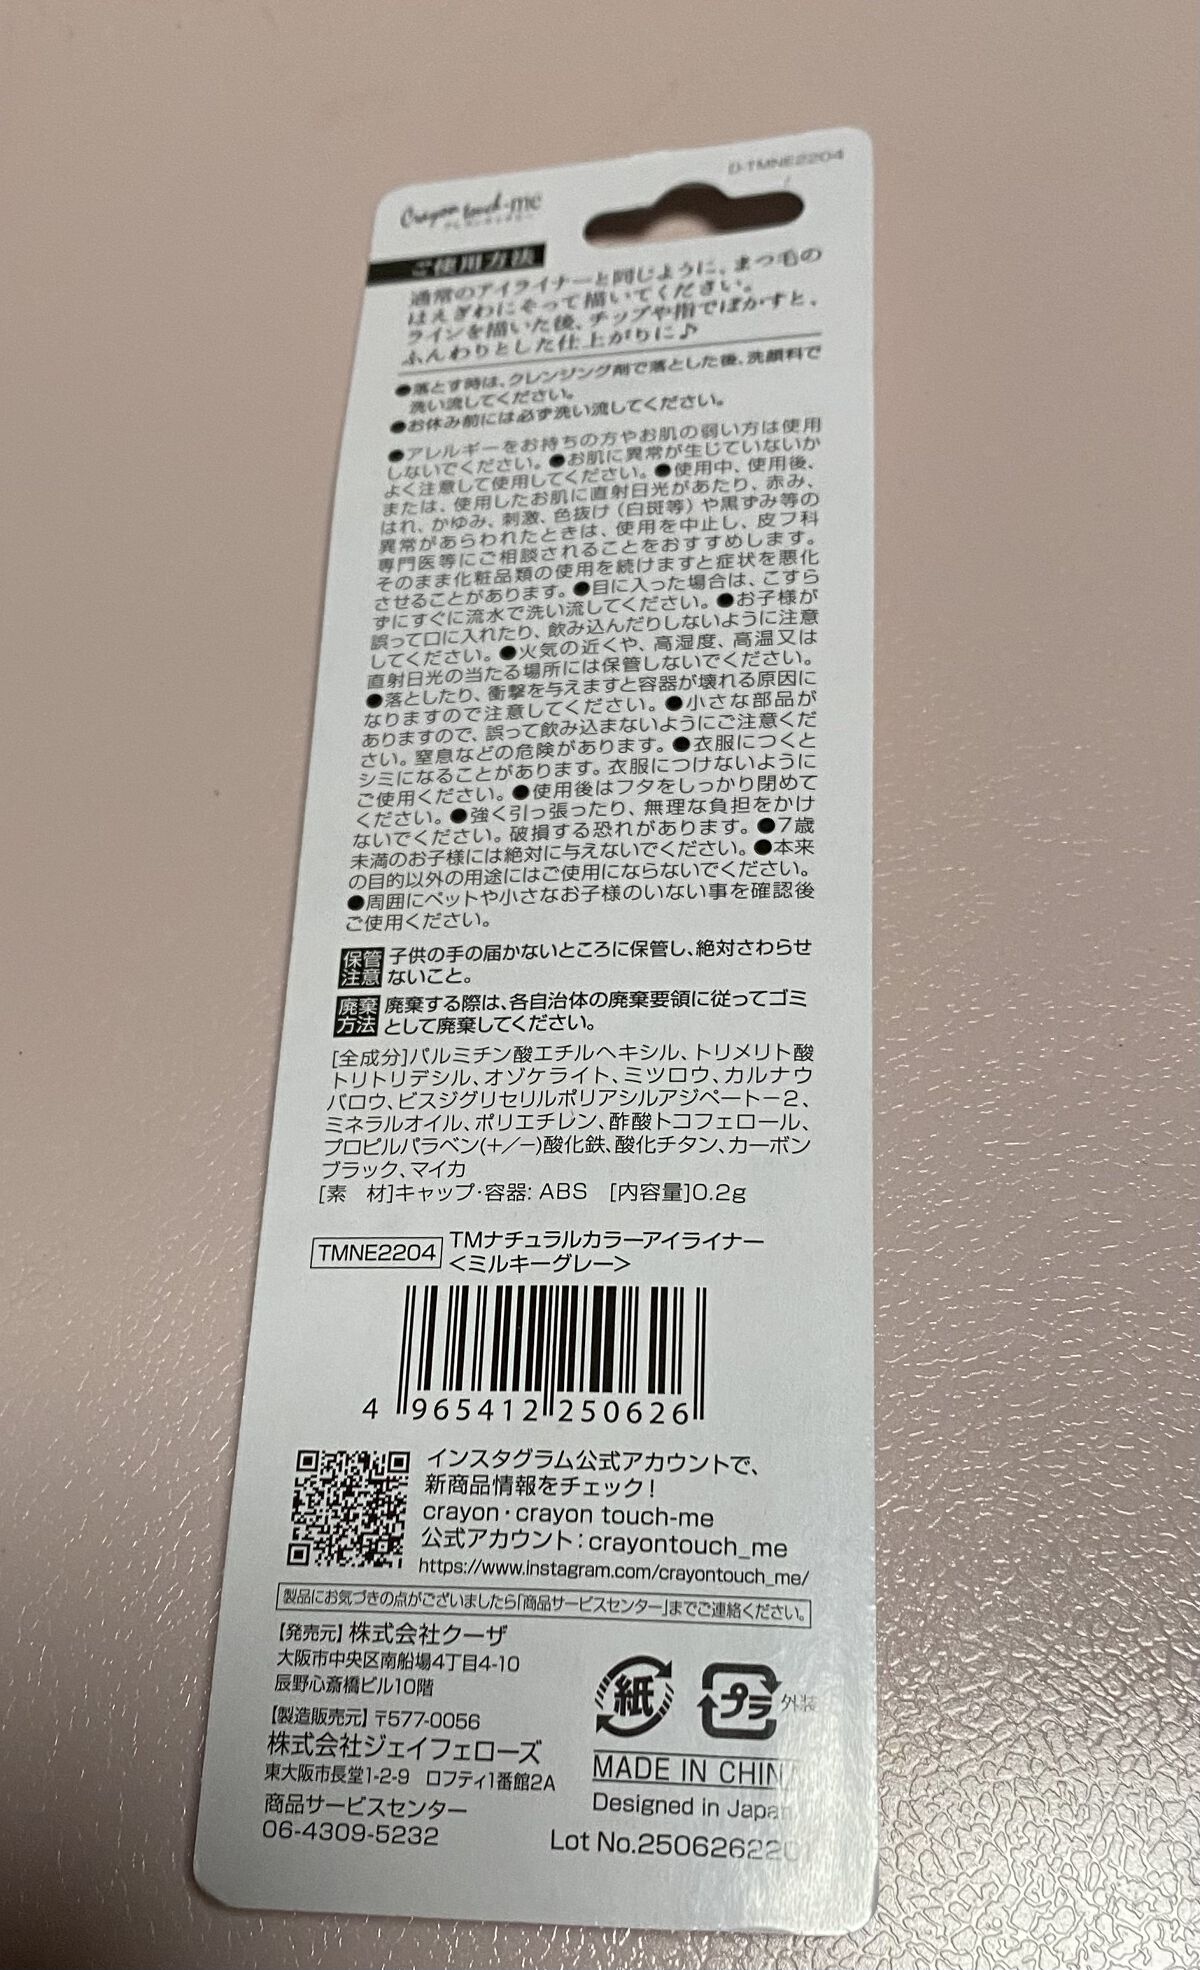 D-TMNE2204
Crayon touch-me
クレヨンタッチミー
ご使用方法
通常のアイライナーと同じように、まつ毛の
はえぎわにそって描いてください。
ラインを描いた後、チップや指でぼかすと、
ふんわりとした仕上がりに♪
●落とす時は、クレンジング剤で落とした後、洗顔料で
洗い流してください。
●お休み前には必ず洗い流してください。
●アレルギーをお持ちの方やお肌の弱い方は使用
しないでください。●お肌に異常が生じていないか
よく注意して使用してください。●使用中、使用後、
または、使用したお肌に直射日光があたり、赤み、
はれ、かゆみ、刺激、色抜け(白斑等)や黒ずみ等の
異常があらわれたときは、使用を中止し、皮フ科
専門医等にご相談されることをおすすめします。
そのまま化粧品類の使用を続けますと症状を悪化
させることがあります。●目に入った場合は、こすら
ずにすぐに流水で洗い流してください。●お子様が
誤って口に入れたり、飲み込んだりしないように注意
してください。●火気の近くや、高湿度、高温又は
直射日光の当たる場所には保管しないでください。
●落としたり、衝撃を与えますと容器が壊れる原因に
なりますので注意してください。●小さな部品が
ありますので、誤って飲み込まないようにご注意くだ
さい。窒息などの危険があります。●衣服につくと
シミになることがあります。衣服につけないように
ご使用ください。●使用後はフタをしっかり閉めて
ください。●強く引っ張ったり、無理な負担をかけ
ないでください。破損する恐れがあります。●7歳
未満のお子様には絶対に与えないでください。●本来
の目的以外の用途にはご使用にならないでください。
●周囲にペットや小さなお子様のいない事を確認後
ご使用ください。
保管注意 子供の手の届かないところに保管し、絶対さわらせ
ないこと。
廃棄方法 廃棄する際は、各自治体の廃棄要領に従ってゴミ
として廃棄してください。
[全成分]パルミチン酸エチルヘキシル、トリメリト酸
トリトリデシル、オゾケライト、ミツロウ、カルナウ
バロウ、ビスジグリセリルポリアシルアジペート-2、
ミネラルオイル、ポリエチレン、酢酸トコフェロール、
プロピルパラベン(+/-)酸化鉄、酸化チタン、カーボン
ブラック、マイカ
[素 材]キャップ・容器: ABS [内容量]0.2g
TMNE2204 TMナチュラルカラーアイライナー
<ミルキーグレー>
4 965412 250626
インスタグラム公式アカウントで、
新商品情報をチェック!
crayon・crayon touch-me
公式アカウント:crayontouch_me
https://www.instagram.com/crayontouch_me/
製品にお気づきの点がございましたら「商品サービスセンター」までご連絡ください。
【発売元】株式会社クーザ
大阪市中央区南船場4丁目4-10
辰野心斎橋ビル10階
【製造販売元】〒577-0056
株式会社ジェイフェローズ
東大阪市長堂1-2-9 ロフティ1番館2A
商品サービスセンター
06-4309-5232
紙
プラ 外装
MADE IN CHINA
Designed in Japan
Lot No.2506262201